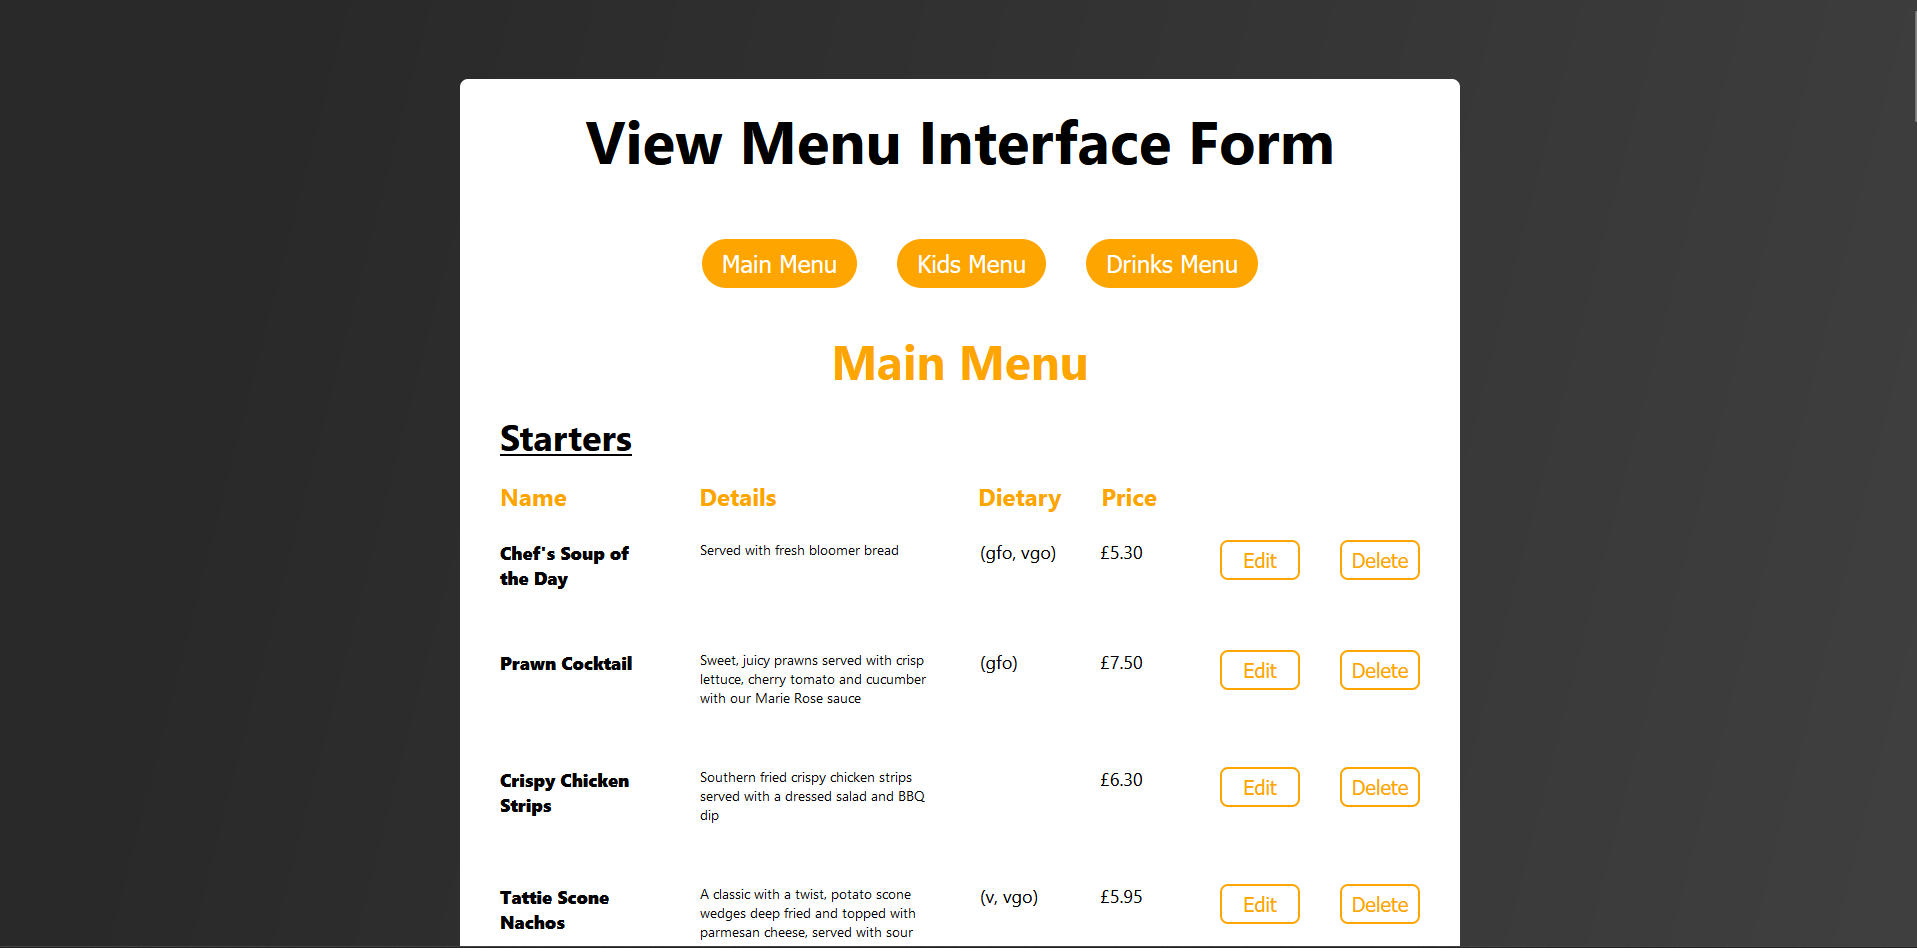 View Menu Interface Form
Main Menu Kids Menu Drinks Menu
Main Menu
Starters
Name Details Dietary Price
Chef's Soup of
the Day
Served with fresh bloomer bread
(gfo, vgo)
£5.30
Edit
Delete
Prawn Cocktail
Sweet, juicy prawns served with crisp
lettuce, cherry tomato and cucumber
with our Marie Rose sauce
(gfo)
£7.50
Edit
Delete
Crispy Chicken
Strips
Southern fried crispy chicken strips
served with a dressed salad and BBQ
dip
£6.30
Edit
Delete
Tattie Scone
Nachos
A classic with a twist, potato scone
wedges deep fried and topped with
parmesan cheese, served with sour
(v, vgo)
£5.95
Edit
Delete